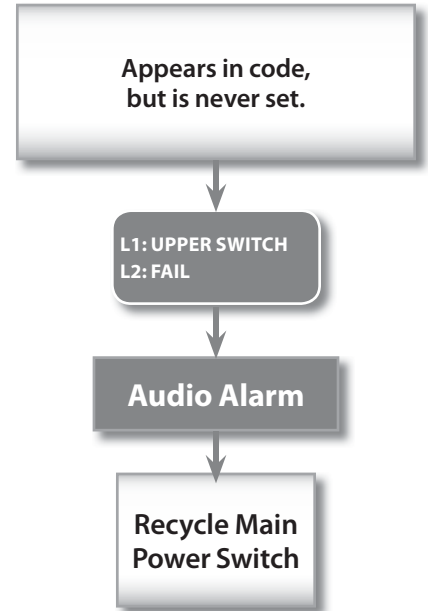 Appears in code,
but is never set.
L1: UPPER SWITCH
L2: FAIL
Audio Alarm
Recycle Main
Power Switch